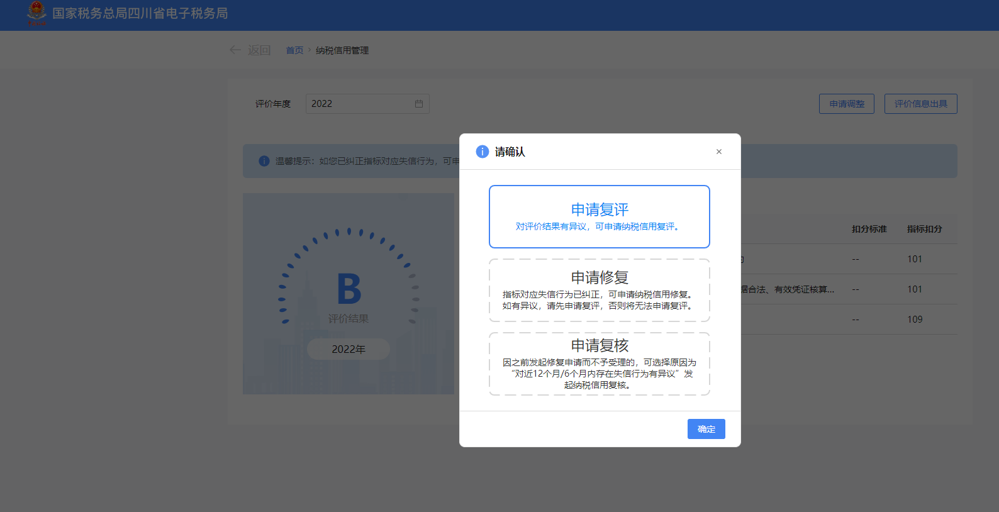 国家税务总局四川省电子税务局
返回 首页 > 纳税信用管理
评价年度 2022 申请调整 评价信息出具
温馨提示：如您已纠正指标对应失信行为，可申
请确认
申请复评
对评价结果有异议，可申请纳税信用复评。
申请修复
指标对应失信行为已纠正，可申请纳税信用修复。
如有异议，请先申请复评，否则将无法申请复评。
申请复核
因之前发起修复申请而不予受理的，可选择原因为
“对近12个月/6个月内存在失信行为有异议”发
起纳税信用复核。
确定
B
评价结果
2022年
扣分标准 指标扣分
-- 101
据合法、有效凭证核算... -- 101
-- 109